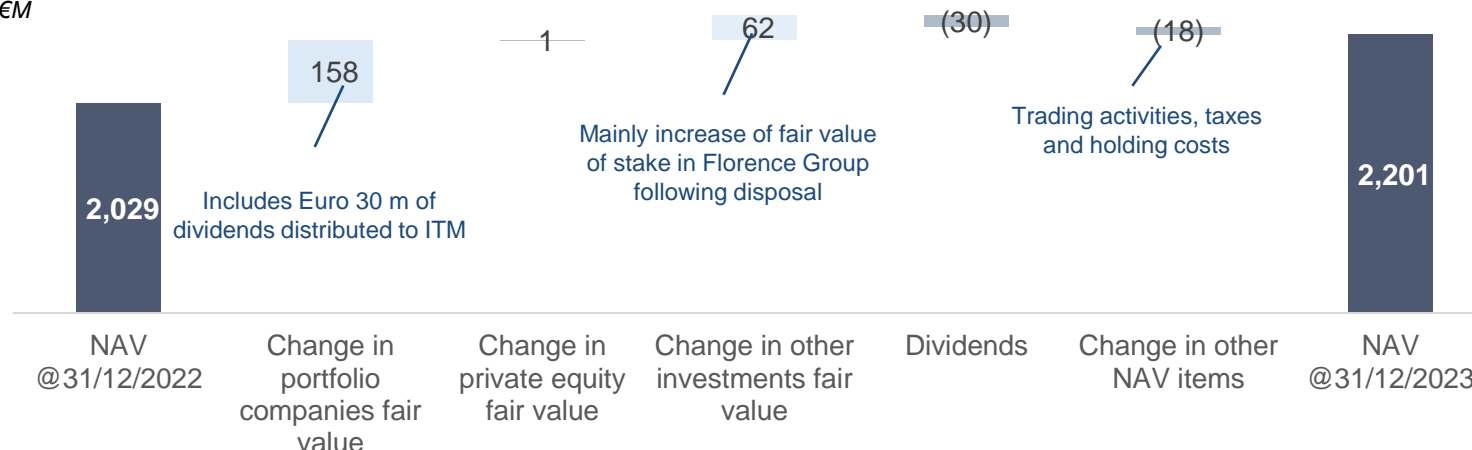 €M
158
1
62
(30)
(18)
Trading activities, taxes
and holding costs
Mainly increase of fair value
of stake in Florence Group
following disposal
2,201
2,029
Includes Euro 30 m of
dividends distributed to ITM
NAV
@31/12/2022
Change in
portfolio
companies fair
value
Change in
private equity
fair value
Change in other
investments fair
value
Dividends
Change in other
NAV items
NAV
@31/12/2023